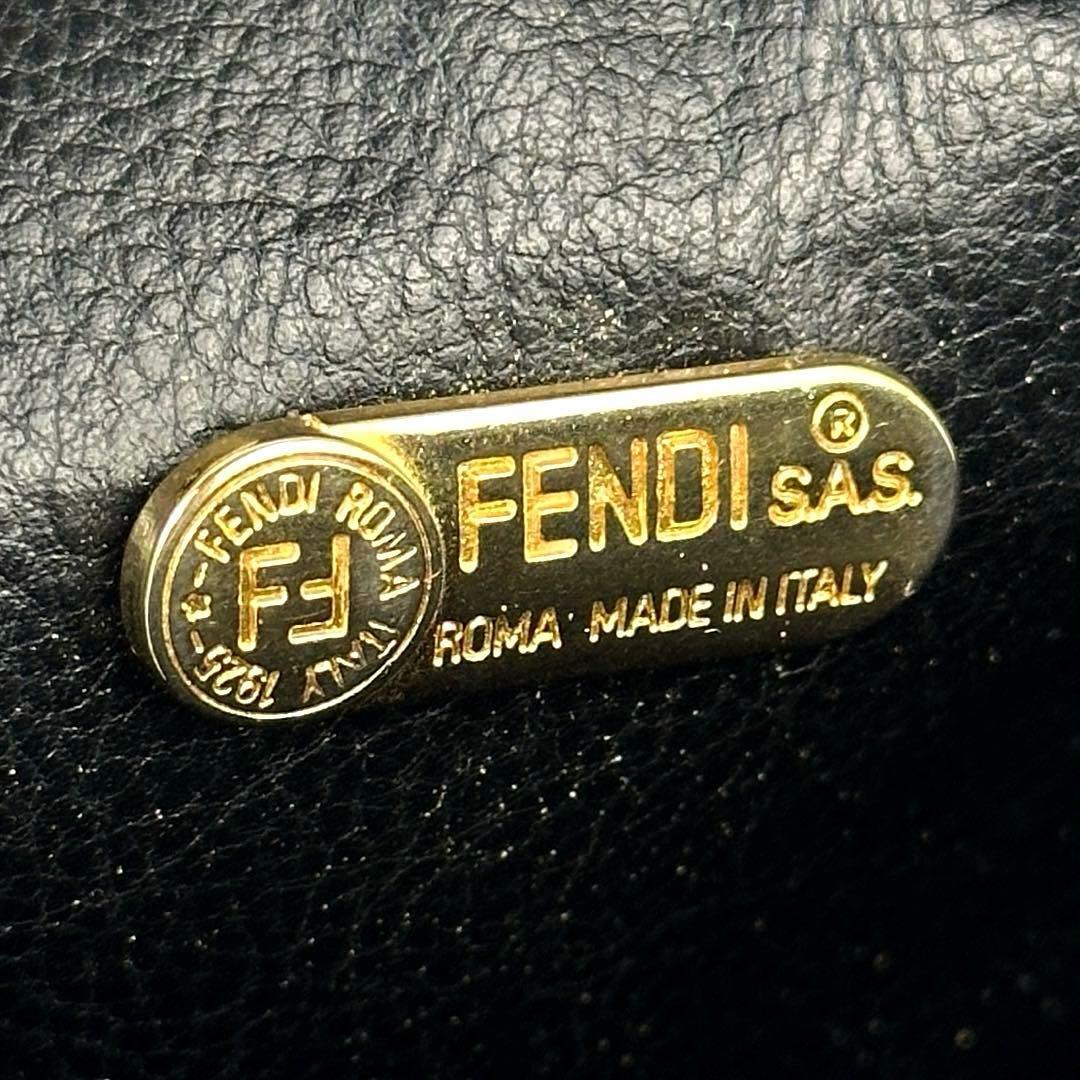 FENDI ROMA ITALY 1925
FF
FENDI S.A.S.®
ROMA · MADE IN ITALY